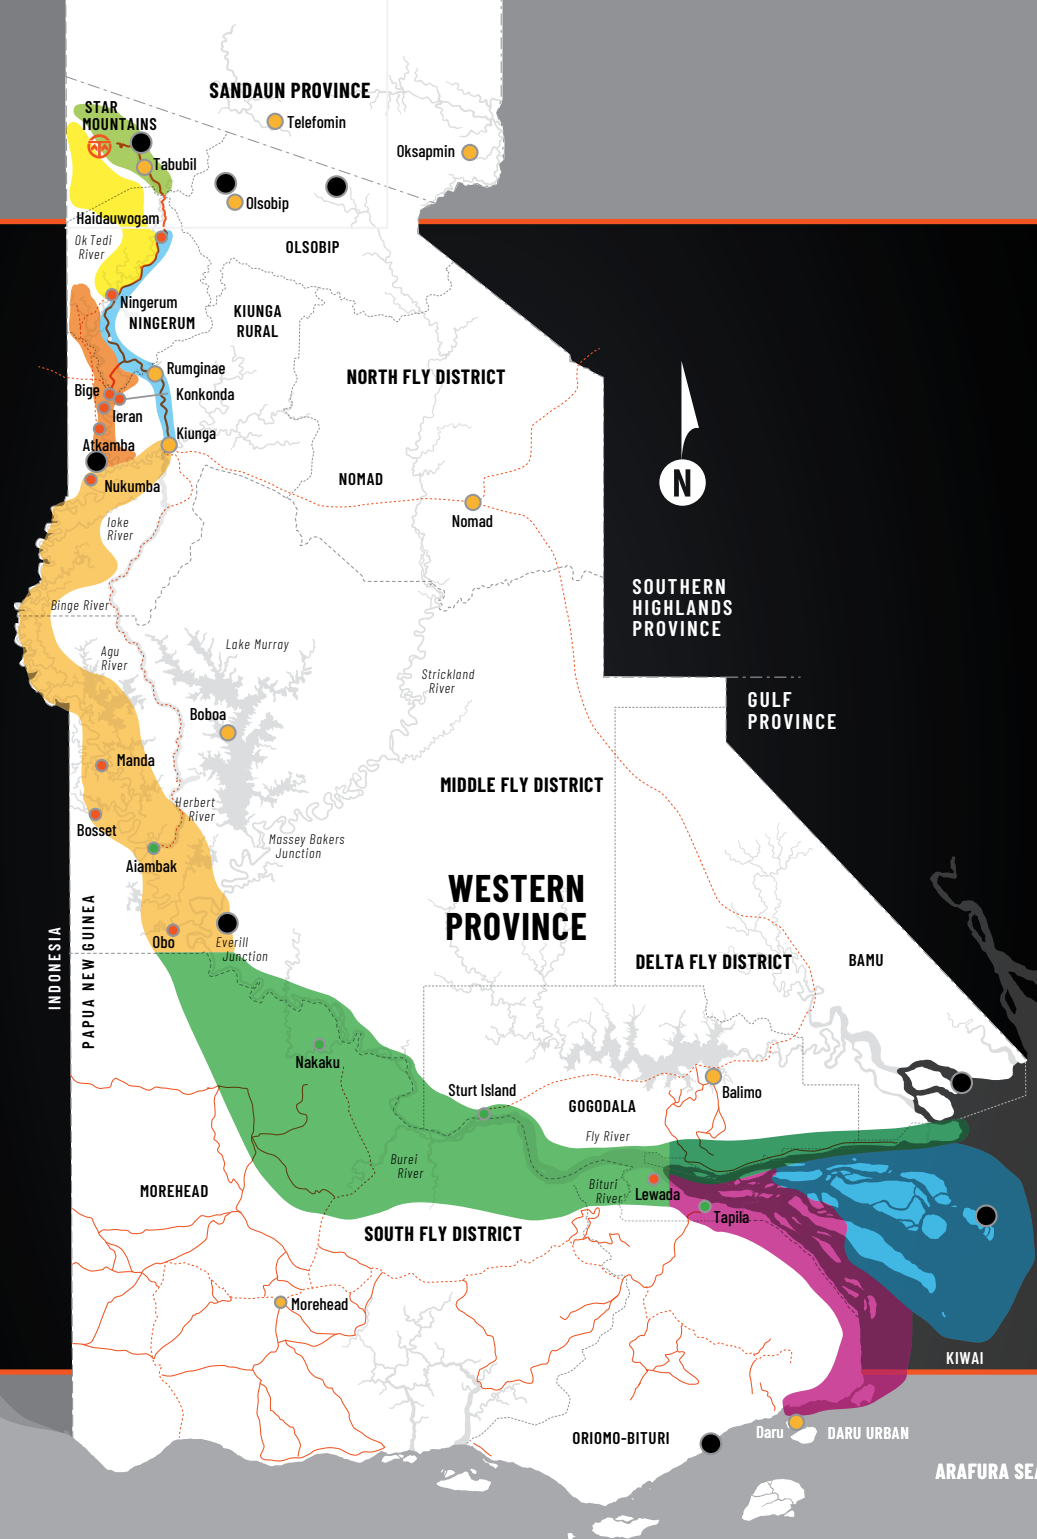 SANDAUN PROVINCE
STAR
MOUNTAINS
Telefomin
Oksapmin
Tabubil
Olsobip
Haidauwogam
Ok Tedi
River
OLSOBIP
Ningerum
NINGERUM
KIUNGA
RURAL
Rumginae
NORTH FLY DISTRICT
Bige
Konkonda
Ieran
Kiunga
Atkamba
Nukumba
NOMAD
Nomad
N
Ioke
River
SOUTHERN
HIGHLANDS
PROVINCE
Binge River
Agu
River
Lake Murray
Strickland
River
GULF
PROVINCE
Boboa
Manda
MIDDLE FLY DISTRICT
Herbert
River
Bosset
Massey Bakers
Junction
Aiambak
WESTERN
PROVINCE
INDONESIA
PAPUA NEW GUINEA
Obo
Everill
Junction
DELTA FLY DISTRICT
BAMU
Nakaku
Sturt Island
Balimo
GOGODALA
Fly River
Burei
River
Bituri
River
Lewada
MOREHEAD
Tapila
SOUTH FLY DISTRICT
Morehead
KIWAI
ORIOMO-BITURI
Daru
DARU URBAN
ARAFURA SEA